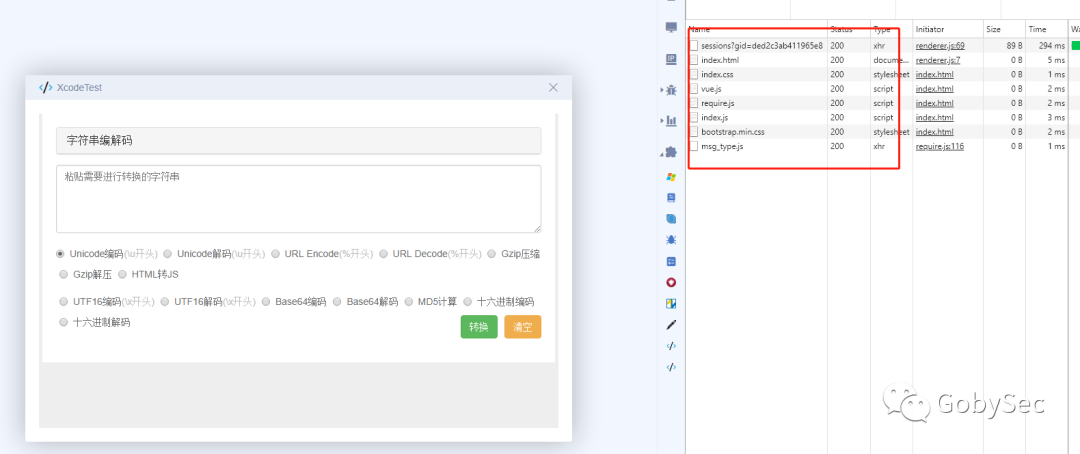 XcodeTest
字符串编解码
粘贴需要进行转换的字符串
Unicode编码(\u开头) Unicode解码(\u开头) URL Encode(%开头) URL Decode(%开头) Gzip压缩
Gzip解压 HTML转JS
UTF16编码(\x开头) UTF16解码(\x开头) Base64编码 Base64解码 MD5计算 十六进制编码
十六进制解码
转换 清空
Name Status Type Initiator Size Time Wa
sessions?gid=ded2c3ab411965e8 200 xhr renderer.js:69 89 B 294 ms
index.html 200 docume... renderer.js:7 0 B 5 ms
index.css 200 stylesheet index.html 0 B 1 ms
vue.js 200 script index.html 0 B 2 ms
require.js 200 script index.html 0 B 2 ms
index.js 200 script index.html 0 B 3 ms
bootstrap.min.css 200 stylesheet index.html 0 B 2 ms
msg_type.js 200 xhr require.js:116 0 B 1 ms
IP
GobySec